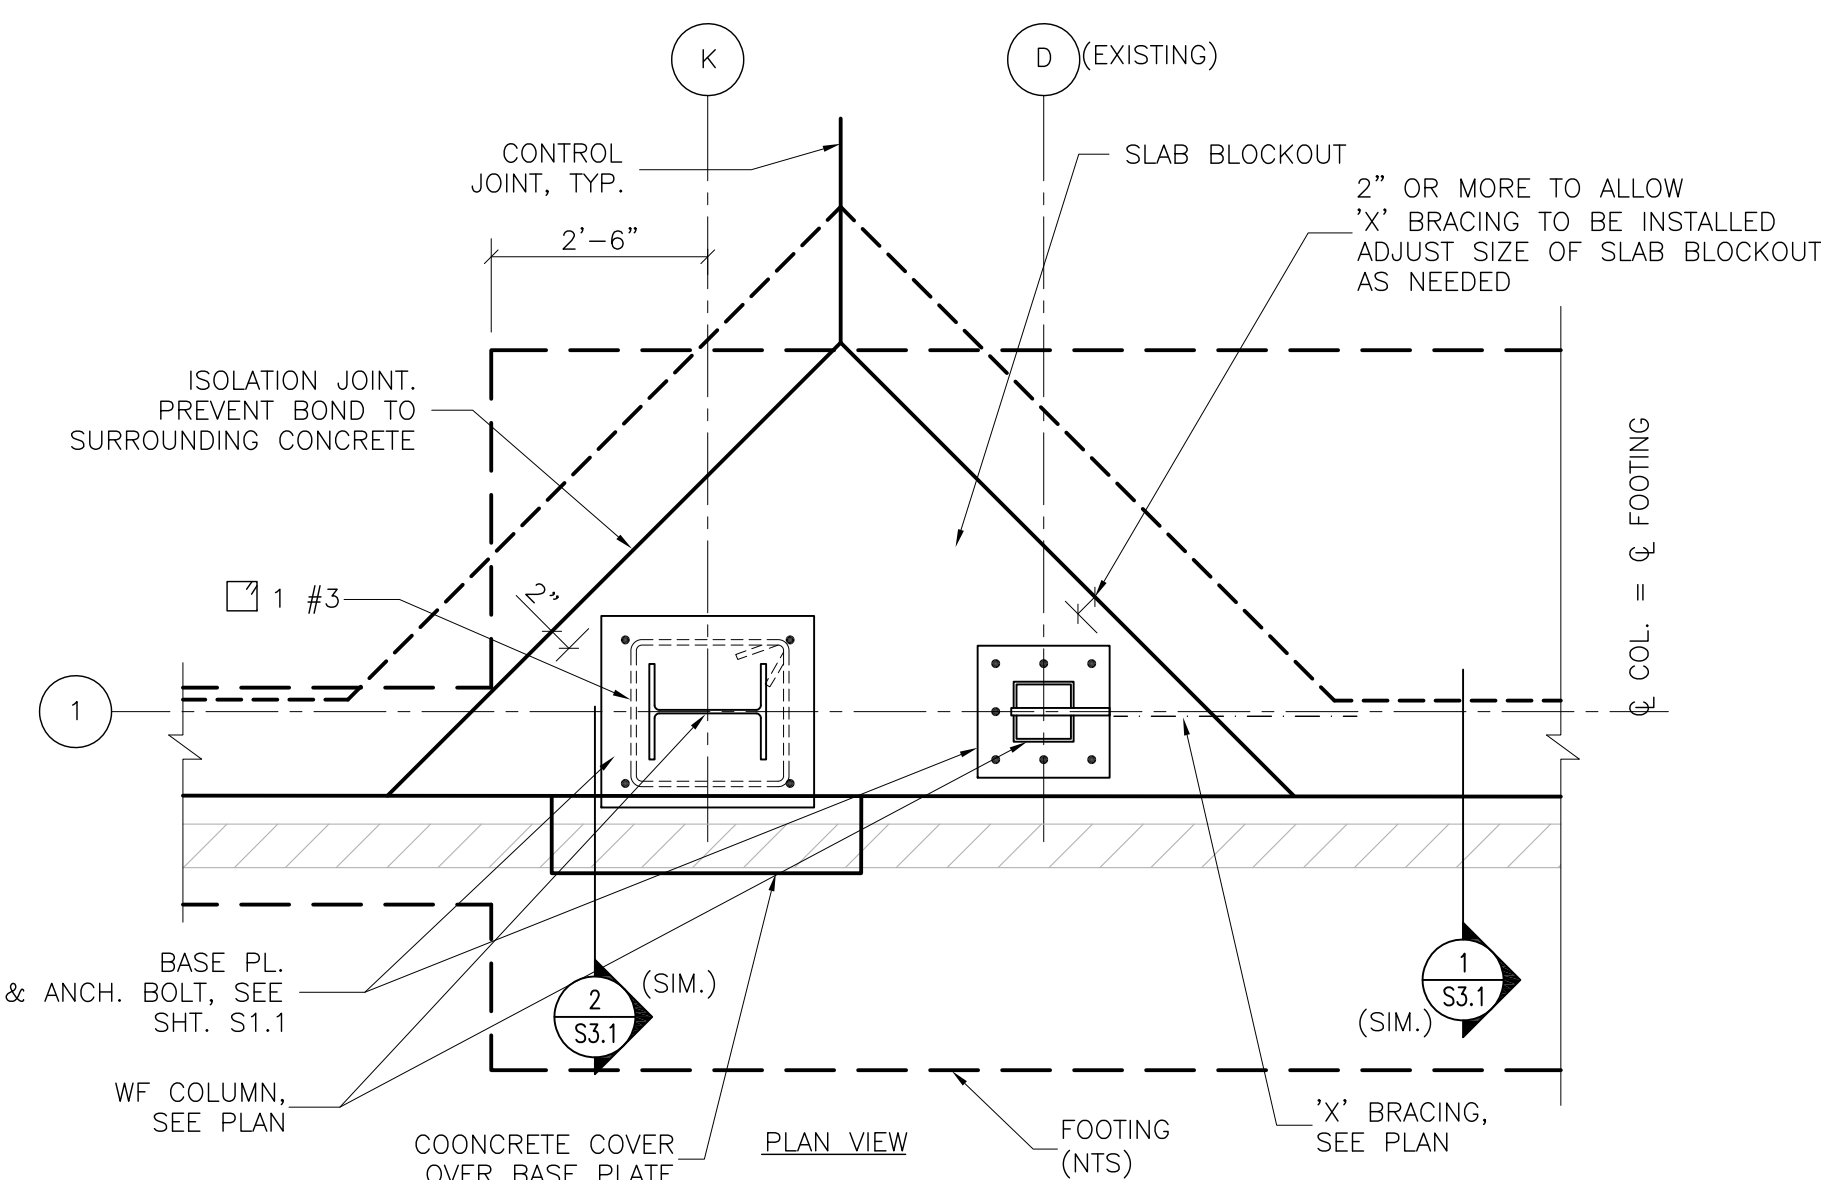 K
D
(EXISTING)
CONTROL
JOINT, TYP.
SLAB BLOCKOUT
2" OR MORE TO ALLOW
'X' BRACING TO BE INSTALLED
ADJUST SIZE OF SLAB BLOCKOUT
AS NEEDED
2'-6"
ISOLATION JOINT.
PREVENT BOND TO
SURROUNDING CONCRETE
℄ COL. = ℄ FOOTING
1 #3
2"
1
BASE PL.
& ANCH. BOLT, SEE
SHT. S1.1
2
S3.1
(SIM.)
1
S3.1
(SIM.)
WF COLUMN,
SEE PLAN
COONCRETE COVER
OVER BASE PLATE
PLAN VIEW
FOOTING
(NTS)
'X' BRACING,
SEE PLAN